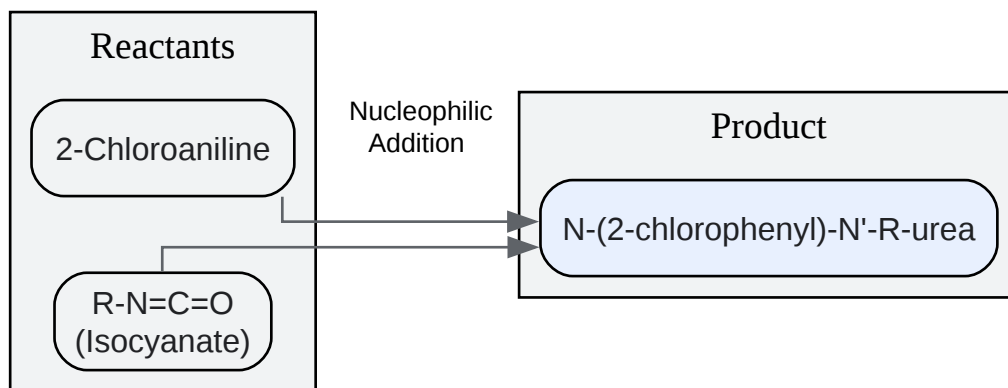 Reactants
2-Chloroaniline
R-N=C=O
(Isocyanate)
Nucleophilic
Addition
Product
N-(2-chlorophenyl)-N'-R-urea